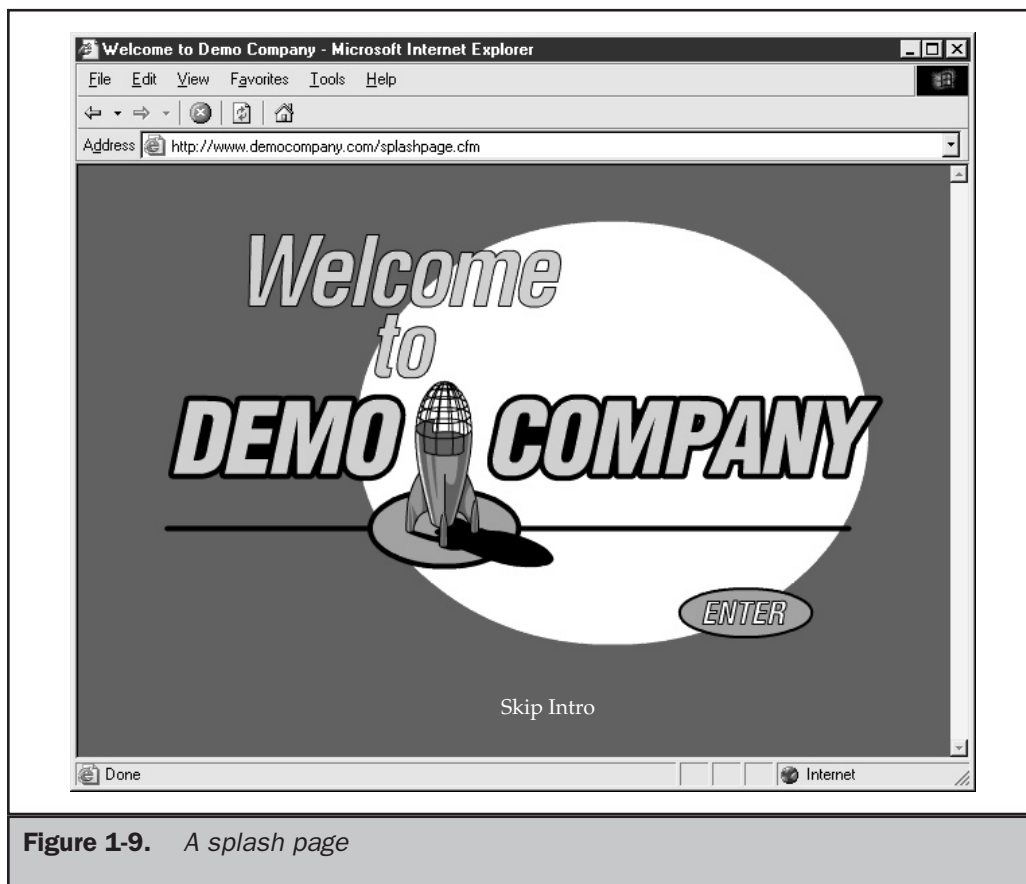 Welcome to Demo Company - Microsoft Internet Explorer
File Edit View Favorites Tools Help
Address http://www.democompany.com/splashpage.cfm
Welcome
to
DEMO COMPANY
ENTER
Skip Intro
Done Internet
Figure 1-9. A splash page